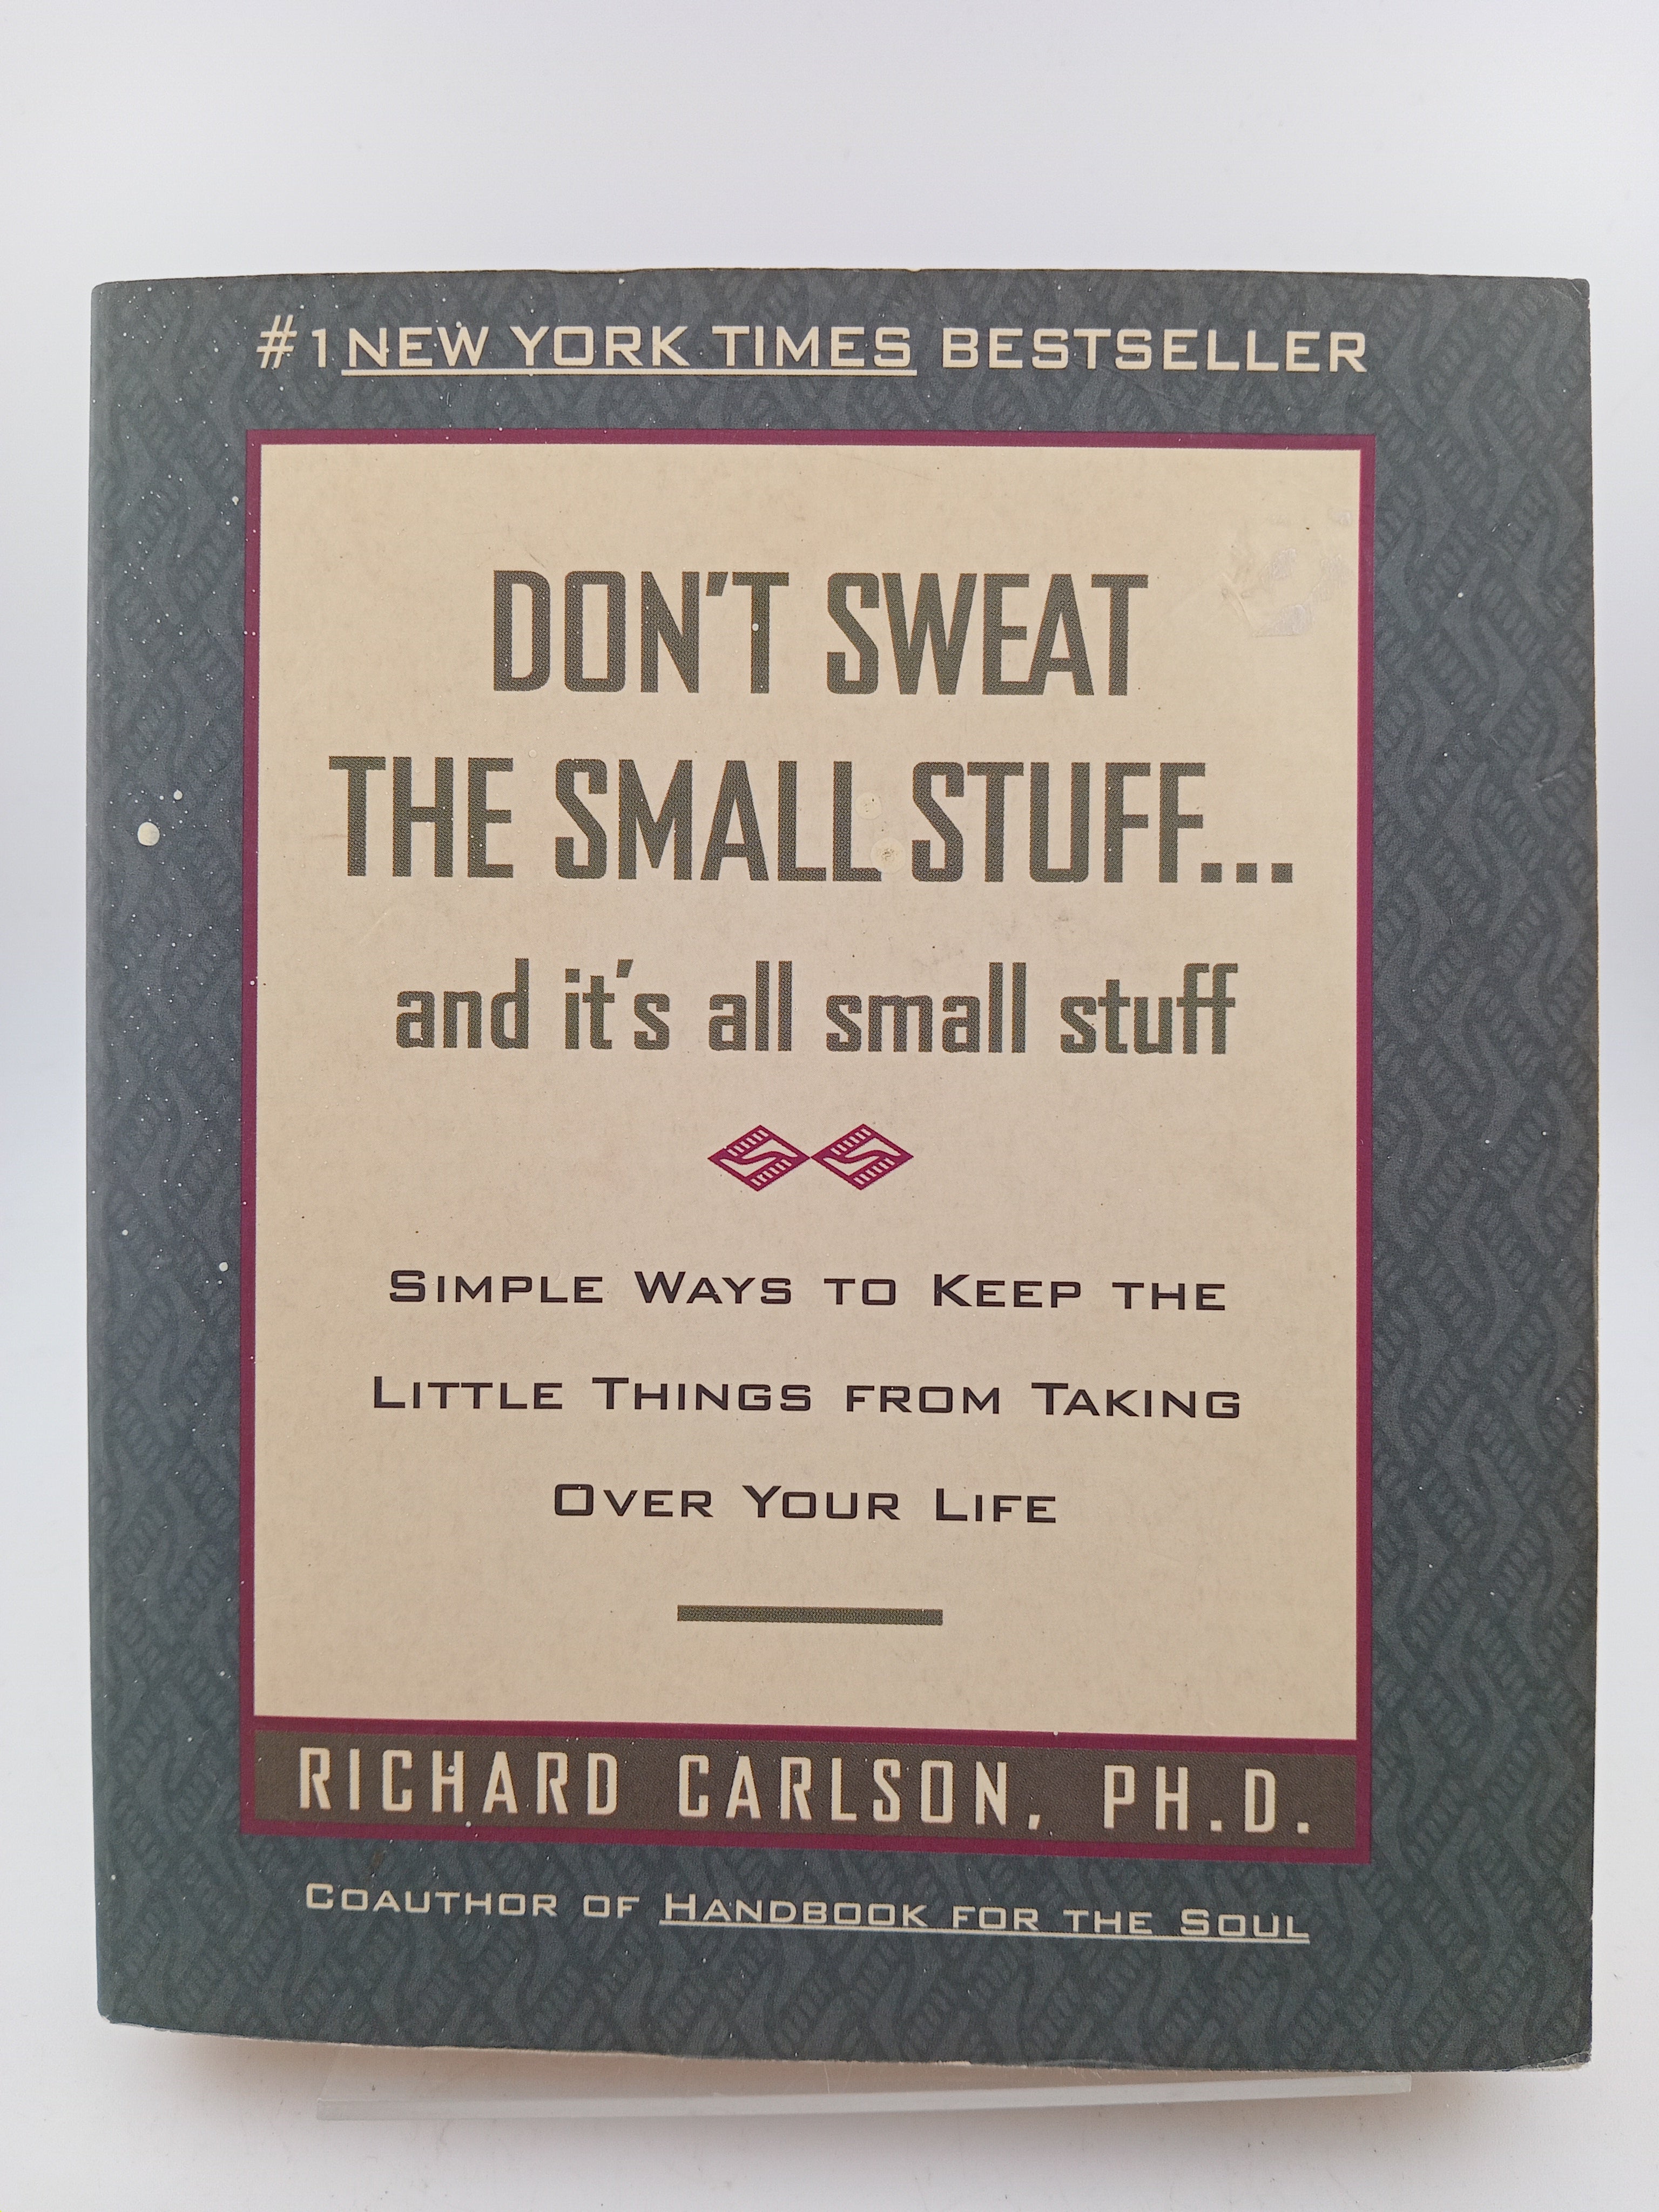 #1 NEW YORK TIMES BESTSELLER
DON'T SWEAT
THE SMALL STUFF...
and it's all small stuff
SIMPLE WAYS TO KEEP THE
LITTLE THINGS FROM TAKING
OVER YOUR LIFE
RICHARD CARLSON, PH.D.
COAUTHOR OF HANDBOOK FOR THE SOUL